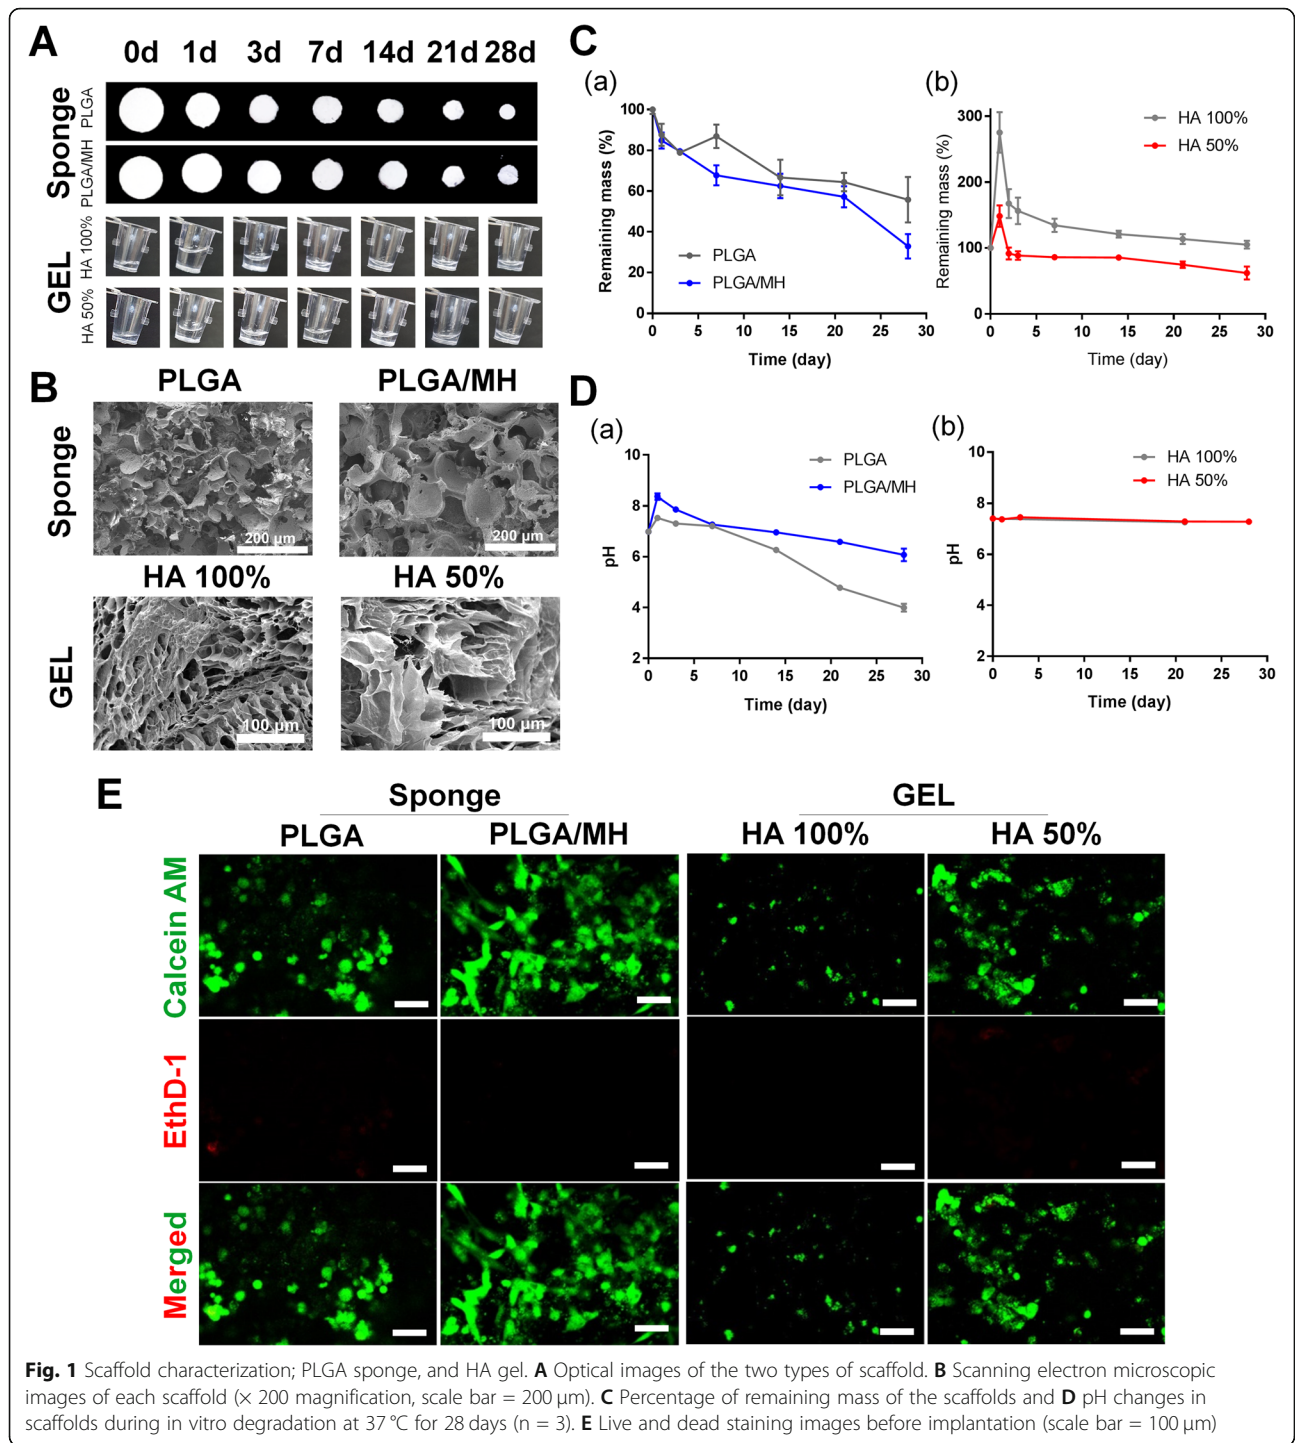 A
0d 1d 3d 7d 14d 21d 28d
Sponge
PLGA
PLGA/MH
GEL
HA 100%
HA 50%
B
PLGA PLGA/MH
Sponge
200 μm 200 μm
HA 100% HA 50%
GEL
100 μm 100 μm
C
(a)
Remaining mass (%)
100
80
60
40
20
0
PLGA
PLGA/MH
0 5 10 15 20 25 30
Time (day)
(b)
Remaining mass (%)
300
200
100
0
HA 100%
HA 50%
0 5 10 15 20 25 30
Time (day)
D
(a)
pH
10
8
6
4
2
PLGA
PLGA/MH
0 5 10 15 20 25 30
Time (day)
(b)
pH
10
8
6
4
2
HA 100%
HA 50%
0 5 10 15 20 25 30
Time (day)
E
Sponge GEL
PLGA PLGA/MH HA 100% HA 50%
Calcein AM
EthD-1
Merged
Fig. 1 Scaffold characterization; PLGA sponge, and HA gel. A Optical images of the two types of scaffold. B Scanning electron microscopic
images of each scaffold (× 200 magnification, scale bar = 200 μm). C Percentage of remaining mass of the scaffolds and D pH changes in
scaffolds during in vitro degradation at 37 °C for 28 days (n = 3). E Live and dead staining images before implantation (scale bar = 100 μm)